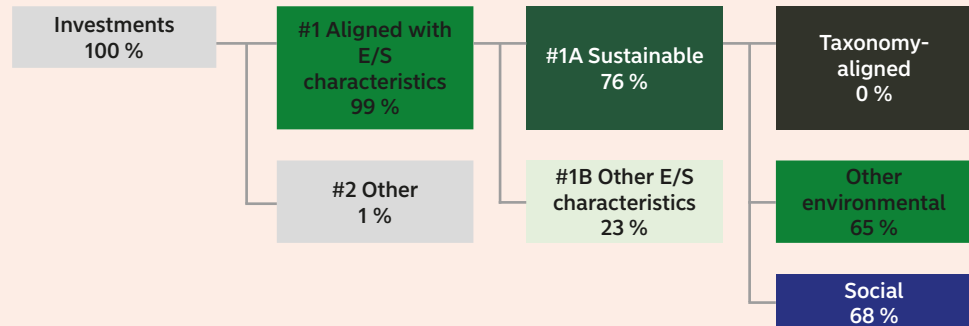 Investments
100 %
#1 Aligned with
E/S
characteristics
99 %
#1A Sustainable
76 %
Taxonomy-
aligned
0 %
#2 Other
1 %
#1B Other E/S
characteristics
23 %
Other
environmental
65 %
Social
68 %